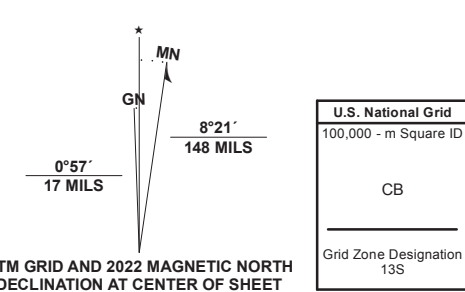 ★
MN
GN
8°21´
148 MILS
0°57´
17 MILS
TM GRID AND 2022 MAGNETIC NORTH
DECLINATION AT CENTER OF SHEET
U.S. National Grid
100,000 - m Square ID
CB
Grid Zone Designation
13S